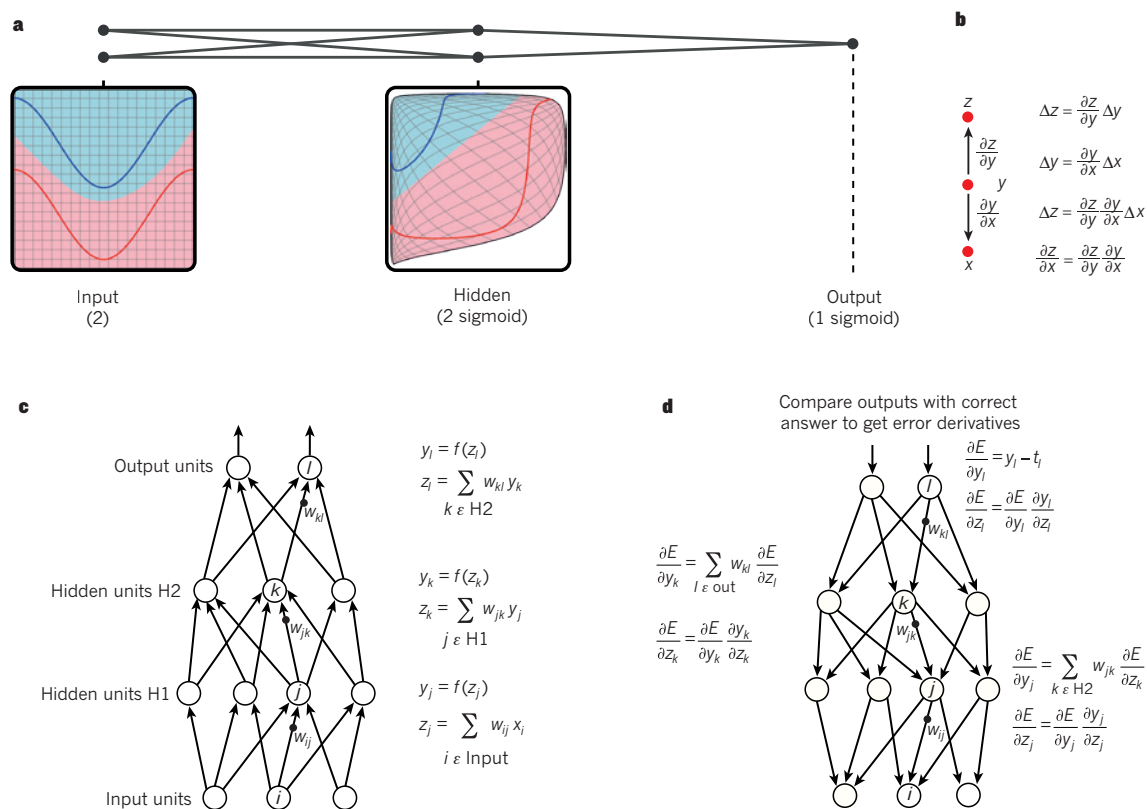 a
Input
(2)
Hidden
(2 sigmoid)
Output
(1 sigmoid)
b
z
∂z/∂y
y
∂y/∂x
x
Δz = ∂z/∂y Δy
Δy = ∂y/∂x Δx
Δz = ∂z/∂y ∂y/∂x Δx
∂z/∂x = ∂z/∂y ∂y/∂x
c
Output units
l
w_kl
Hidden units H2
k
w_jk
Hidden units H1
j
w_ij
Input units
i
y_l = f(z_l)
z_l = ∑ w_kl y_k
k ε H2
y_k = f(z_k)
z_k = ∑ w_jk y_j
j ε H1
y_j = f(z_j)
z_j = ∑ w_ij x_i
i ε Input
d
Compare outputs with correct
answer to get error derivatives
∂E/∂y_l = y_l – t_l
∂E/∂z_l = ∂E/∂y_l ∂y_l/∂z_l
l
w_kl
∂E/∂y_k = ∑ w_kl ∂E/∂z_l
l ε out
∂E/∂z_k = ∂E/∂y_k ∂y_k/∂z_k
k
w_jk
∂E/∂y_j = ∑ w_jk ∂E/∂z_k
k ε H2
∂E/∂z_j = ∂E/∂y_j ∂y_j/∂z_j
j
w_ij
i